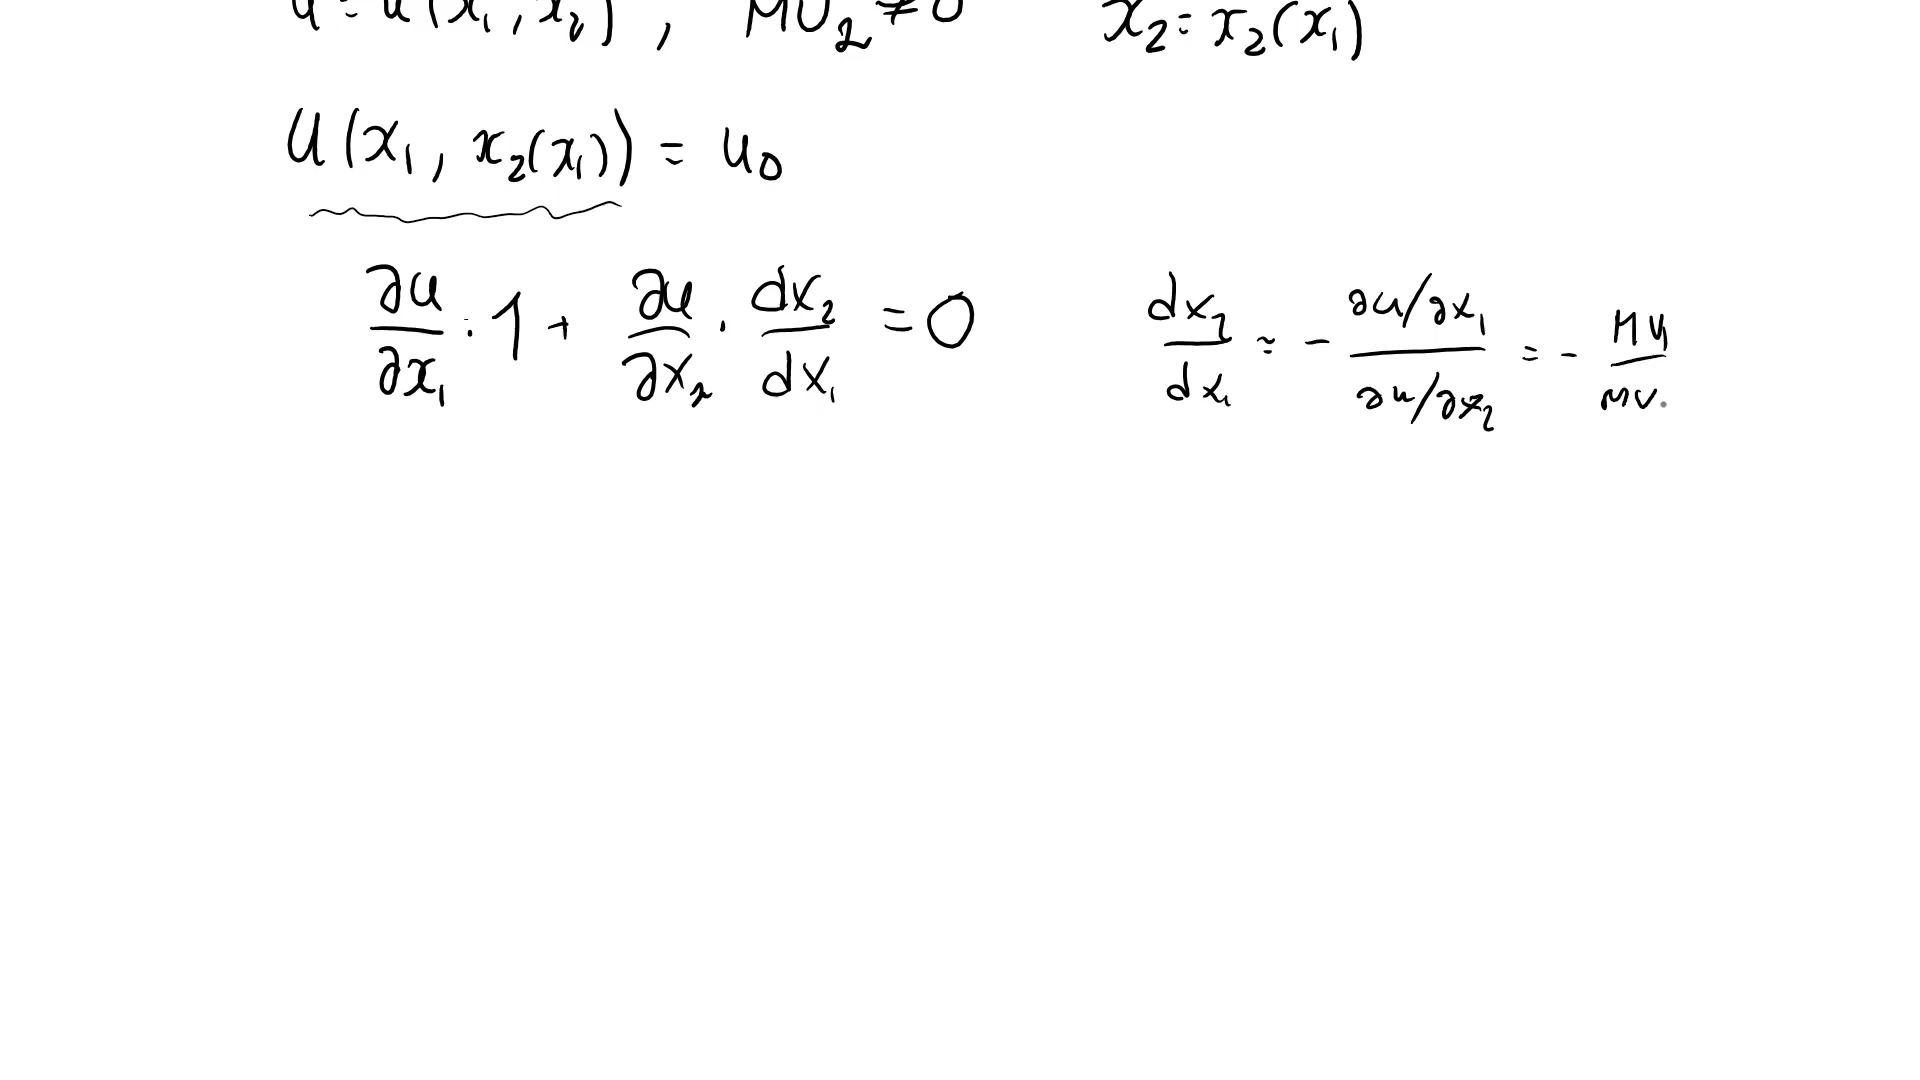 u = u(x₁, x₂), MU₂ ≠ 0 x₂ = x₂(x₁)
U(x₁, x₂(x₁)) = u₀
∂u/∂x₁ · 1 + ∂u/∂x₂ · dx₂/dx₁ = 0 dx₂/dx₁ = - (∂u/∂x₁)/(∂u/∂x₂) = - MU₁/MU